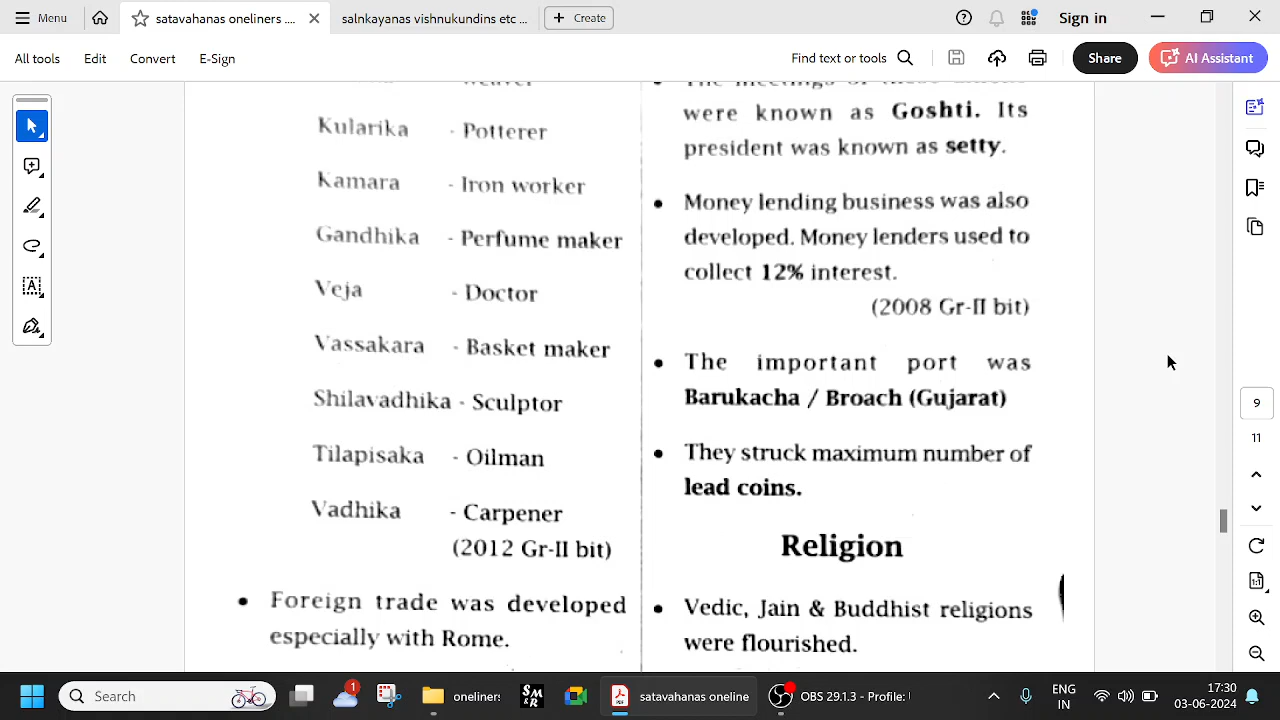 Menu
satavahanas oneliners ...
salnkayanas vishnukundins etc ...
Create
Sign in
All tools
Edit
Convert
E-Sign
Find text or tools
Share
AI Assistant
weaver
Kularika - Potterer
Kamara - Iron worker
Gandhika - Perfume maker
Veja - Doctor
Vassakara - Basket maker
Shilavadhika - Sculptor
Tilapisaka - Oilman
Vadhika - Carpener
(2012 Gr-II bit)
• Foreign trade was developed
especially with Rome.
were known as Goshti. Its
president was known as setty.
• Money lending business was also
developed. Money lenders used to
collect 12% interest.
(2008 Gr-II bit)
• The important port was
Barukacha / Broach (Gujarat)
• They struck maximum number of
lead coins.
Religion
• Vedic, Jain & Buddhist religions
were flourished.
9
11
1
Search
oneliners
satavahanas oneline
OBS 29.1.3 - Profile:
ENG
IN
17:30
03-06-2024